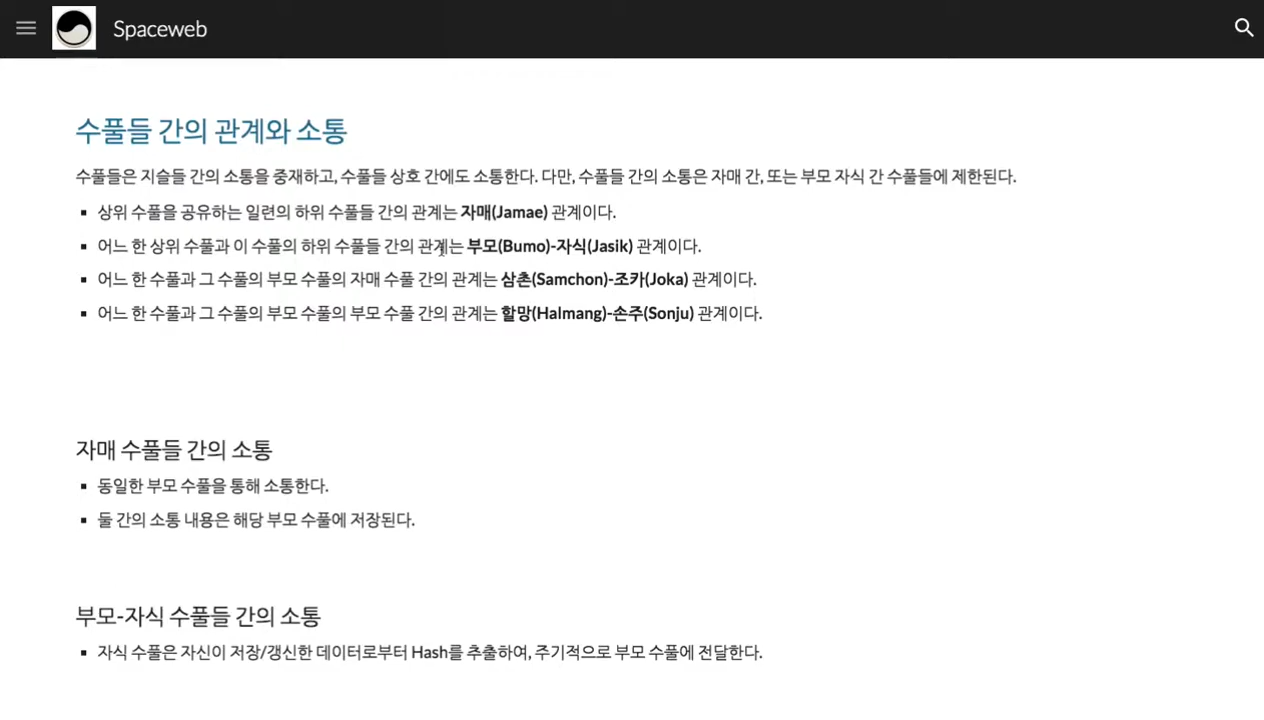 Spaceweb
수풀들 간의 관계와 소통
수풀들은 지슬들 간의 소통을 중재하고, 수풀들 상호 간에도 소통한다. 다만, 수풀들 간의 소통은 자매 간, 또는 부모 자식 간 수풀들에 제한된다.
상위 수풀을 공유하는 일련의 하위 수풀들 간의 관계는 자매(Jamae) 관계이다.
어느 한 상위 수풀과 이 수풀의 하위 수풀들 간의 관계는 부모(Bumo)-자식(Jasik) 관계이다.
어느 한 수풀과 그 수풀의 부모 수풀의 자매 수풀 간의 관계는 삼촌(Samchon)-조카(Joka) 관계이다.
어느 한 수풀과 그 수풀의 부모 수풀의 부모 수풀 간의 관계는 할망(Halmang)-손주(Sonju) 관계이다.
자매 수풀들 간의 소통
동일한 부모 수풀을 통해 소통한다.
둘 간의 소통 내용은 해당 부모 수풀에 저장된다.
부모-자식 수풀들 간의 소통
자식 수풀은 자신이 저장/갱신한 데이터로부터 Hash를 추출하여, 주기적으로 부모 수풀에 전달한다.